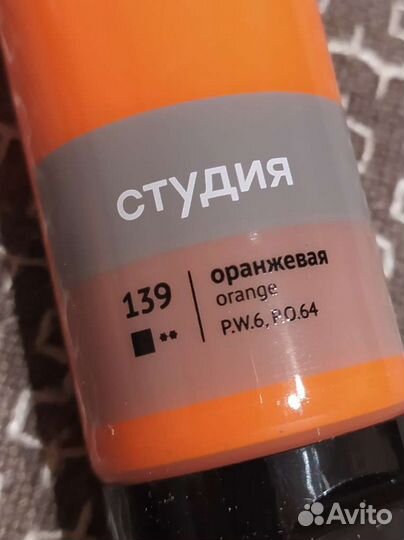 студия
139
оранжевая
orange
P.W.6, P.O.64
**
Avito